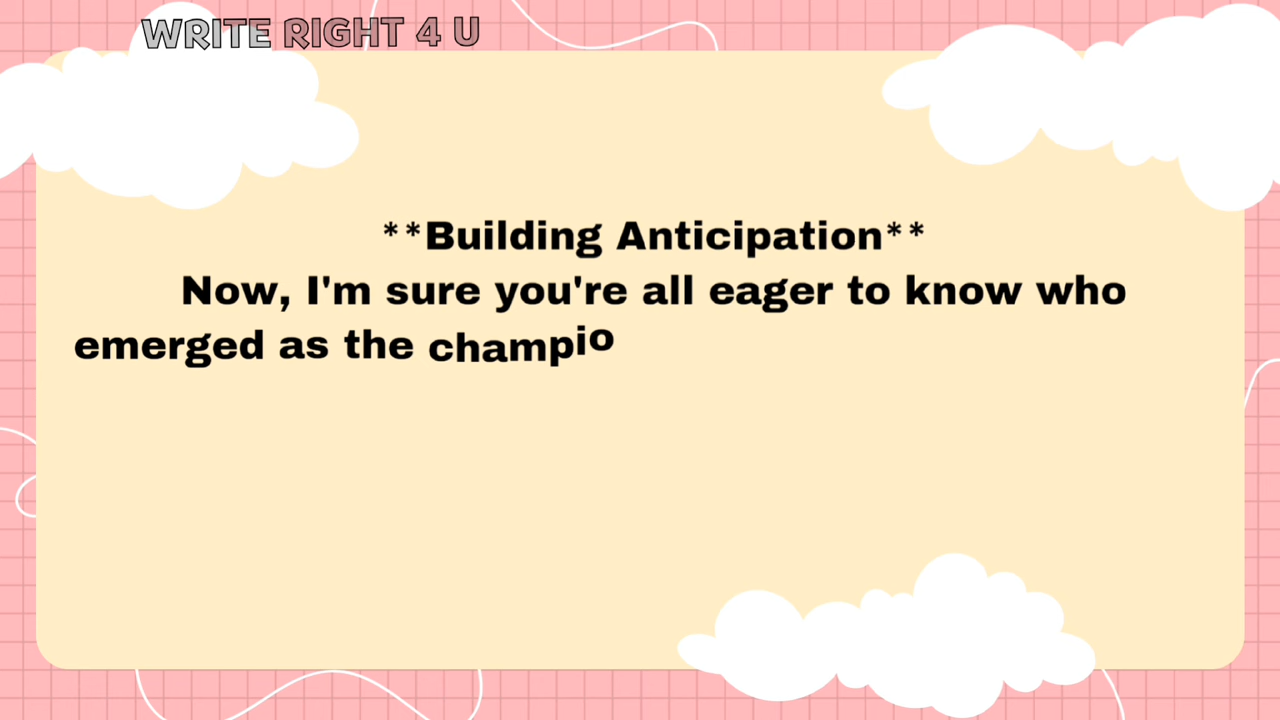 WRITE RIGHT 4 U
**Building Anticipation**
Now, I'm sure you're all eager to know who
emerged as the champio